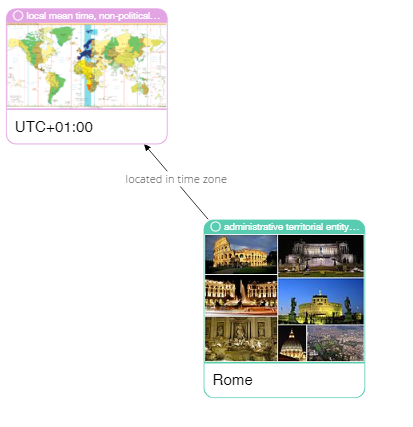 local mean time, non-political...
UTC+01:00
located in time zone
administrative territorial entity...
Rome